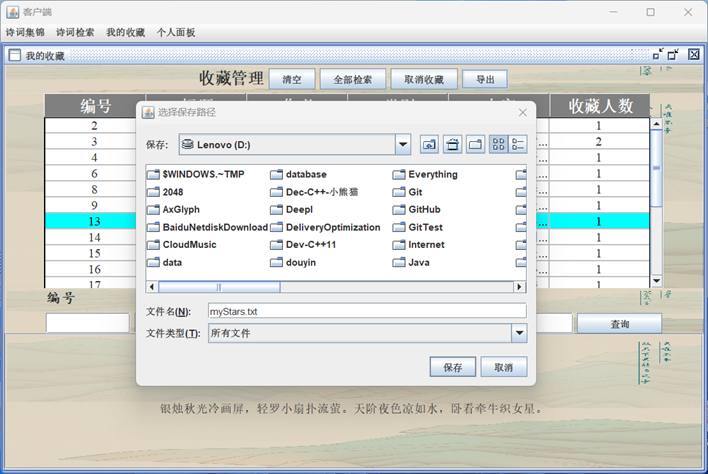 客户端
诗词集锦 诗词检索 我的收藏 个人面板
我的收藏
收藏管理 清空 全部检索 取消收藏 导出
编号 收藏人数
选择保存路径
2 1
3 2
4 1
6 1
8 1
9 1
13 1
14 1
15 1
16 1
17 1
保存: Lenovo (D:)
$WINDOWS.~TMP database Everything
2048 Dec-C++-小熊猫 Git
AxGlyph Deepl GitHub
BaiduNetdiskDownload DeliveryOptimization GitTest
CloudMusic Dev-C++11 Internet
data douyin Java
文件名(N): myStars.txt
文件类型(T): 所有文件
保存 取消
编号
查询
银烛秋光冷画屏，轻罗小扇扑流萤。天阶夜色凉如水，卧看牵牛织女星。